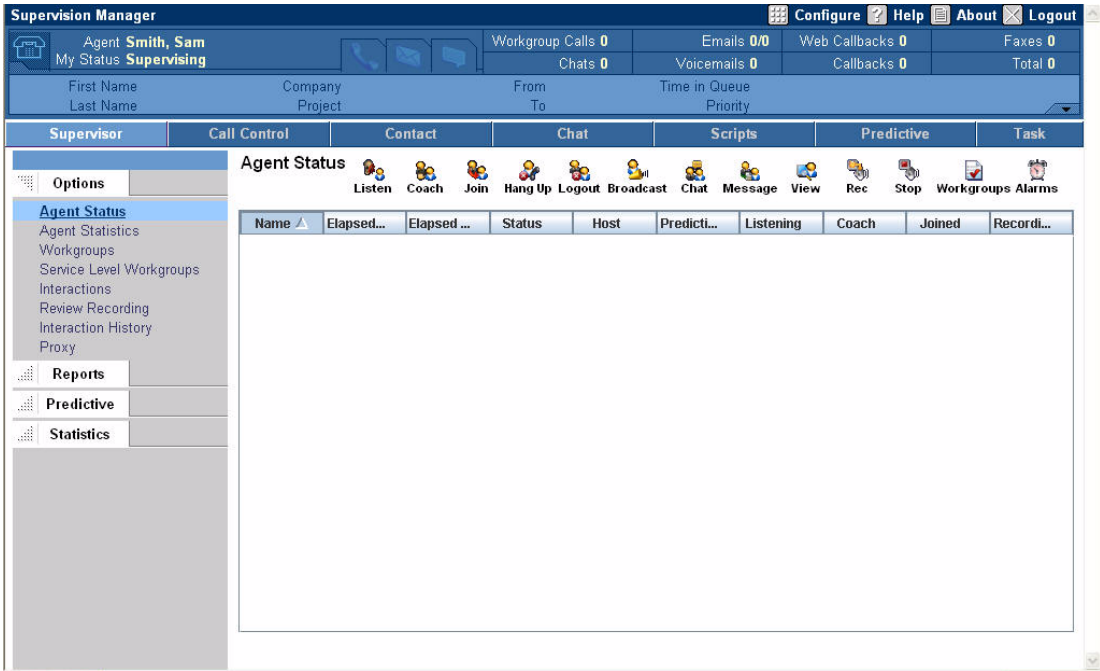 Supervision Manager
Configure ? Help About Logout
Agent Smith, Sam
My Status Supervising
Workgroup Calls 0 Emails 0/0 Web Callbacks 0 Faxes 0
Chats 0 Voicemails 0 Callbacks 0 Total 0
First Name Company From Time in Queue
Last Name Project To Priority
Supervisor Call Control Contact Chat Scripts Predictive Task
Options
Agent Status
Agent Statistics
Workgroups
Service Level Workgroups
Interactions
Review Recording
Interaction History
Proxy
Reports
Predictive
Statistics
Agent Status
Listen Coach Join Hang Up Logout Broadcast Chat Message View Rec Stop Workgroups Alarms
Name Elapsed... Elapsed ... Status Host Predicti... Listening Coach Joined Recordi...